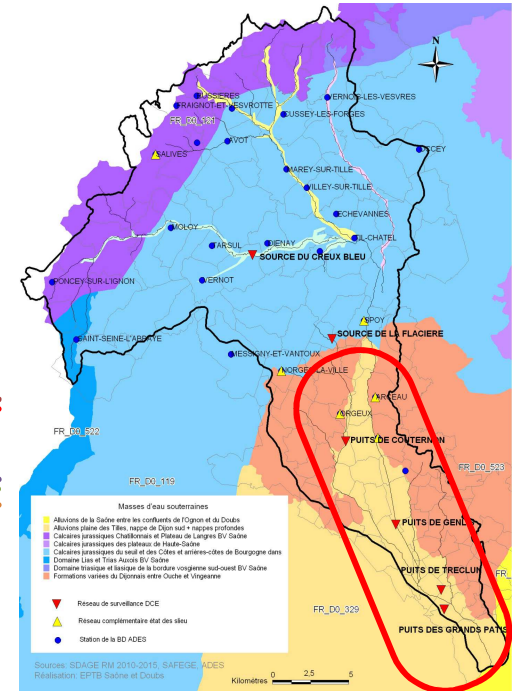 N
BUSSIERES
FRAIGNOT-ET-VESVROTTE
VERNOIS-LES-VESVRES
CUSSEY-LES-FORGES
FR_D0_121
AVOT
OCCEY
SALIVES
MAREY-SUR-TILLE
VILLEY-SUR-TILLE
ECHEVANNES
MOLOY
IL-CHATEL
TARSUL
DIENAY
SOURCE DU CREUX BLEU
VERNOT
PONCEY-SUR-L'IGNON
SPOY
SOURCE DE LA FLACIERE
SAINT-SEINE-L'ABBAYE
MESSIGNY-ET-VANTOUX
NORGES-LA-VILLE
ARCEAU
ORGEUX
FR_D0_522
PUITS DE COUTERNON
FR_D0_119
FR_D0_523
Masses d'eau souterraines
Alluvions de la Saône entre les confluents de l'Ognon et du Doubs
Alluvions plaine des Tilles, nappe de Dijon sud + nappes profondes
Calcaires jurassiques Chatillonnais et Plateau de Langres BV Saône
Calcaires jurassiques des plateaux de Haute-Saône
Calcaires jurassiques du seuil et des Côtes et arrières-côtes de Bourgogne dans
Domaine Lias et Trias Auxois BV Saône
Domaine triasique et liasique de la bordure vosgienne sud-ouest BV Saône
Formations variées du Dijonnais entre Ouche et Vingeanne
PUITS DE GENLIS
PUITS DE TRECLUN
Réseau de surveillance DCE
FR_D0_329
Réseau complémentaire état des slieu
PUITS DES GRANDS PATIS
Station de la BD ADES
FR_
Sources; SDAGE RM 2010-2015, SAFEGE, ADES
Réalisation: EPTB Saône et Doubs
Kilomètres
0 2,5 5